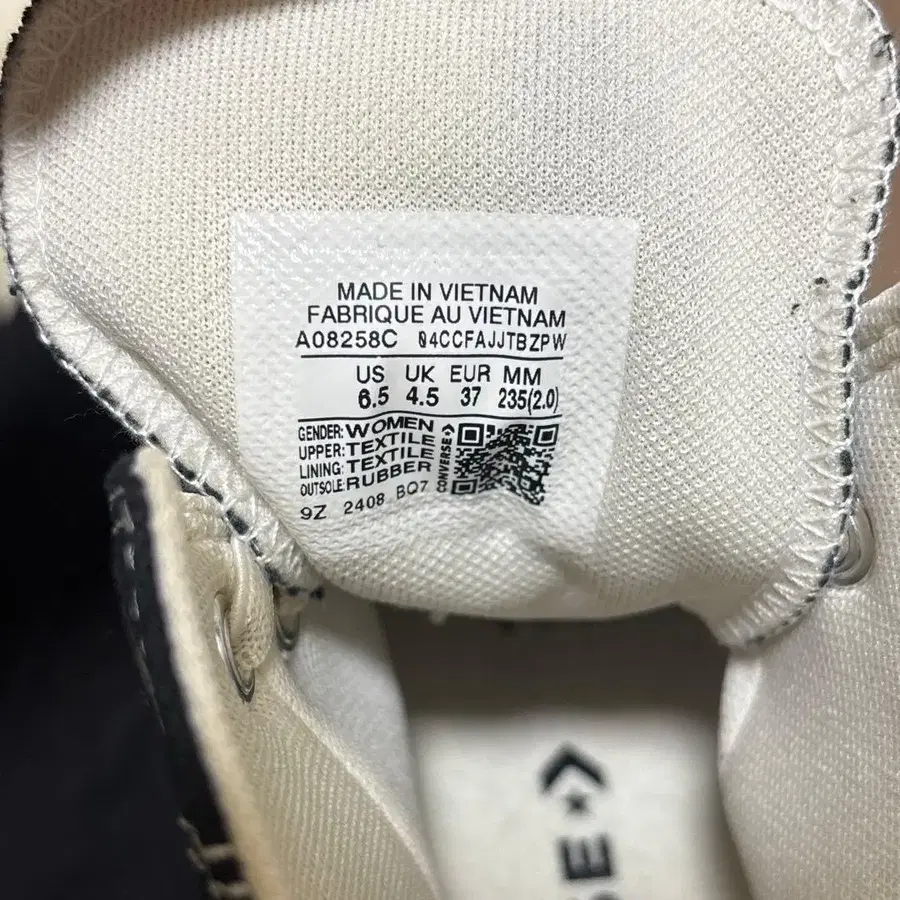 MADE IN VIETNAM
FABRIQUE AU VIETNAM
A08258C 04CCFAJJTBZPW
US UK EUR MM
6.5 4.5 37 235(2.0)
GENDER: WOMEN
UPPER: TEXTILE
LINING: TEXTILE
OUTSOLE: RUBBER
9Z 2408 BQ7
CONVERSE
SE